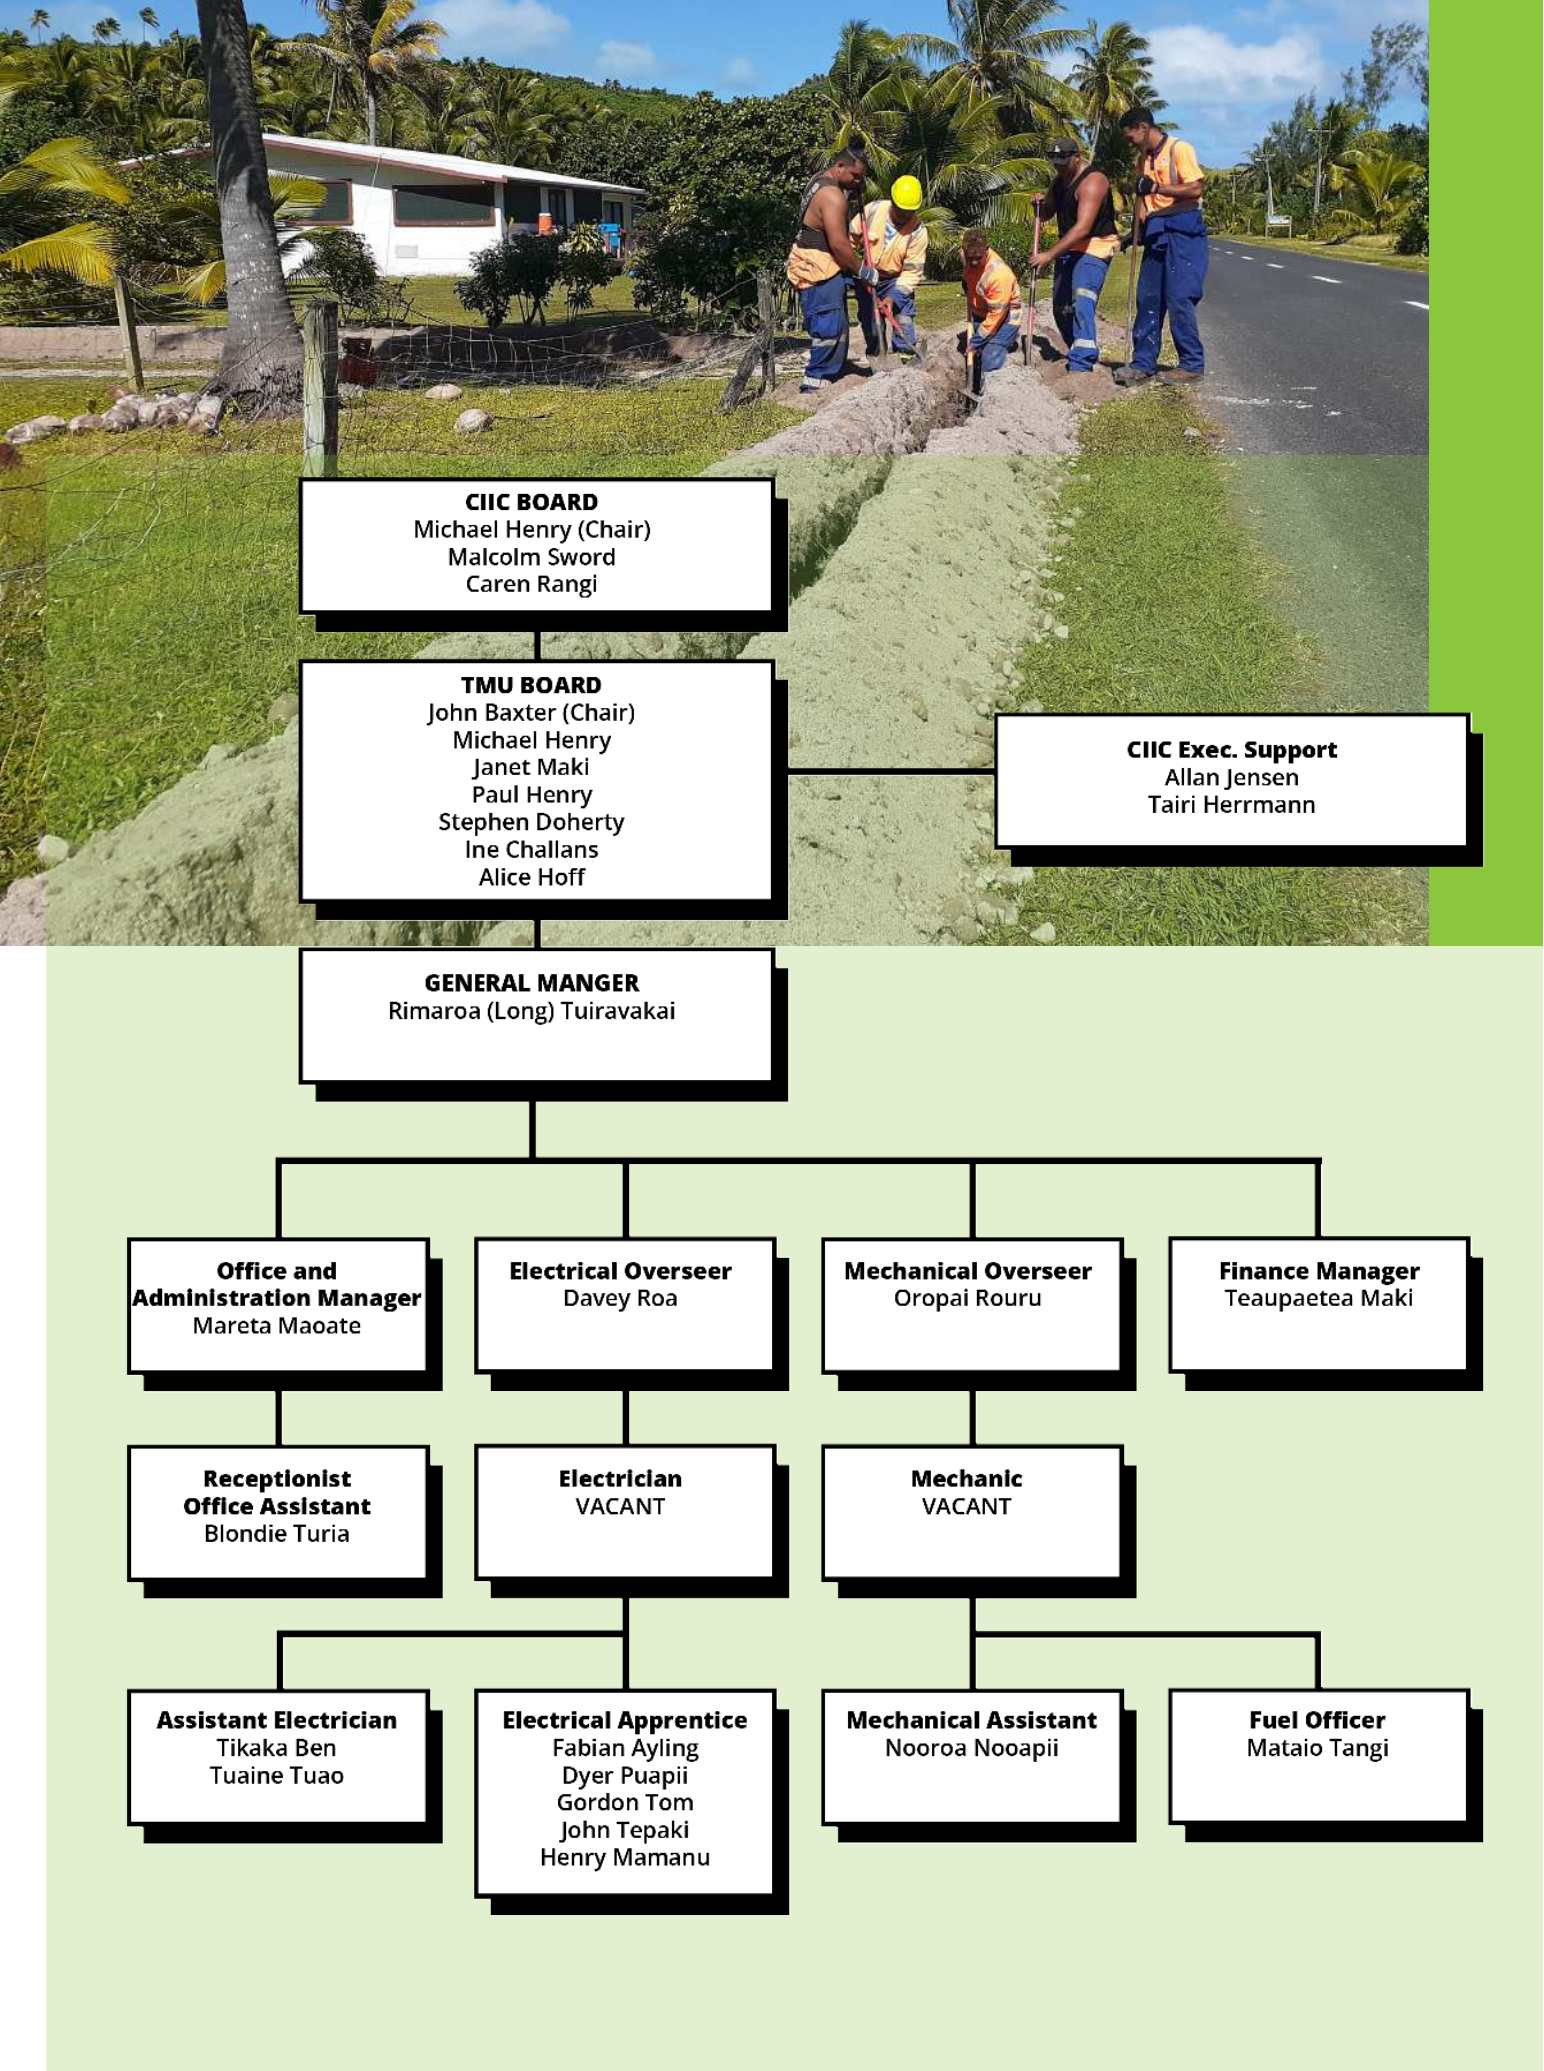 CIIC BOARD
Michael Henry (Chair)
Malcolm Sword
Caren Rangi
TMU BOARD
John Baxter (Chair)
Michael Henry
Janet Maki
Paul Henry
Stephen Doherty
Ine Challans
Alice Hoff
CIIC Exec. Support
Allan Jensen
Tairi Herrmann
GENERAL MANGER
Rimaroa (Long) Tuiravakai
Office and
Administration Manager
Mareta Maoate
Electrical Overseer
Davey Roa
Mechanical Overseer
Oropai Rouru
Finance Manager
Teaupaetea Maki
Receptionist
Office Assistant
Blondie Turia
Electrician
VACANT
Mechanic
VACANT
Assistant Electrician
Tikaka Ben
Tuaine Tuao
Electrical Apprentice
Fabian Ayling
Dyer Puapii
Gordon Tom
John Tepaki
Henry Mamanu
Mechanical Assistant
Nooroa Nooapii
Fuel Officer
Mataio Tangi